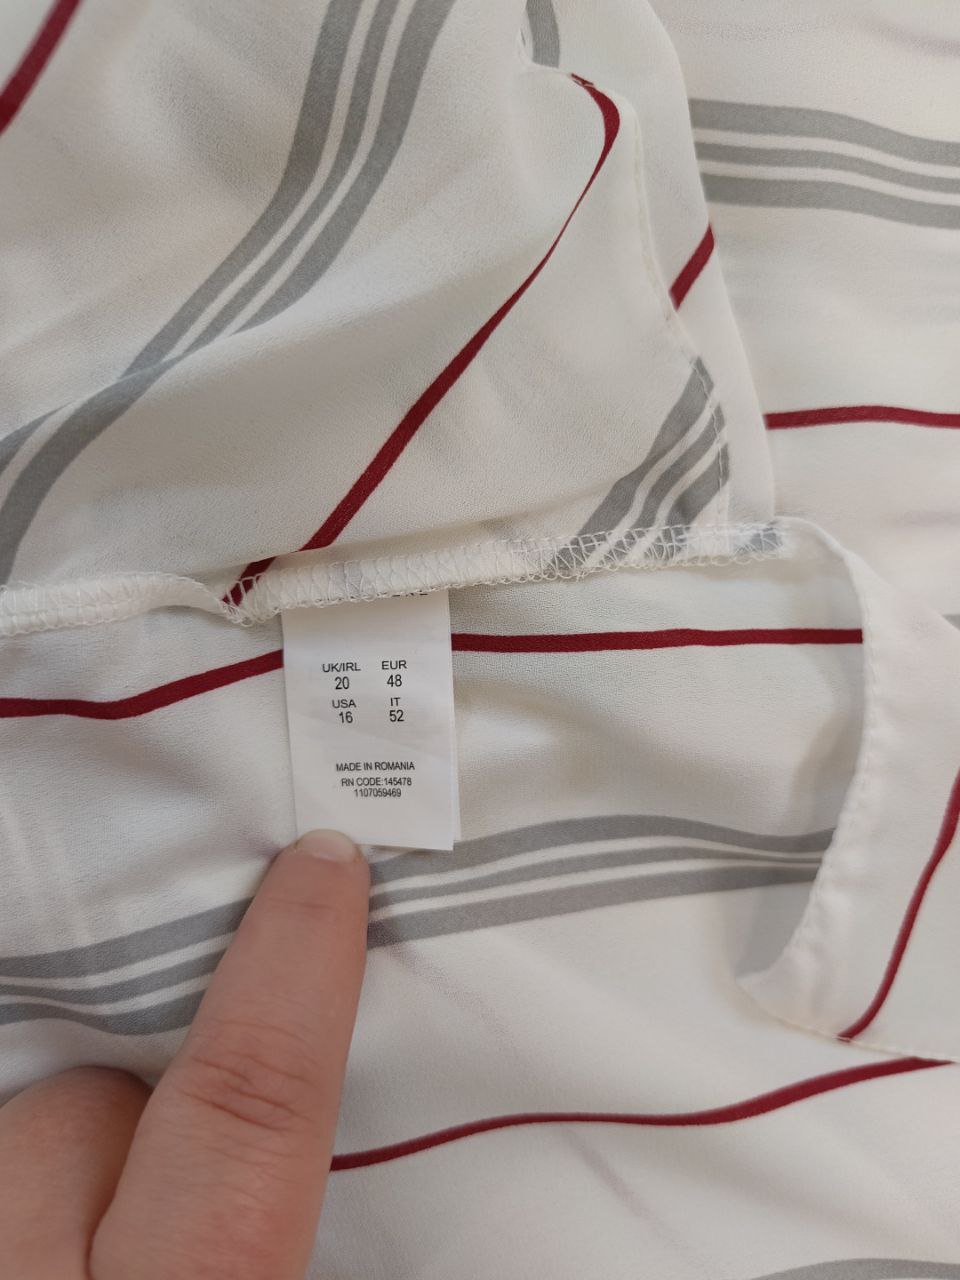 UK/IRL EUR
20 48
USA IT
16 52
MADE IN ROMANIA
RN CODE:145478
1107059469